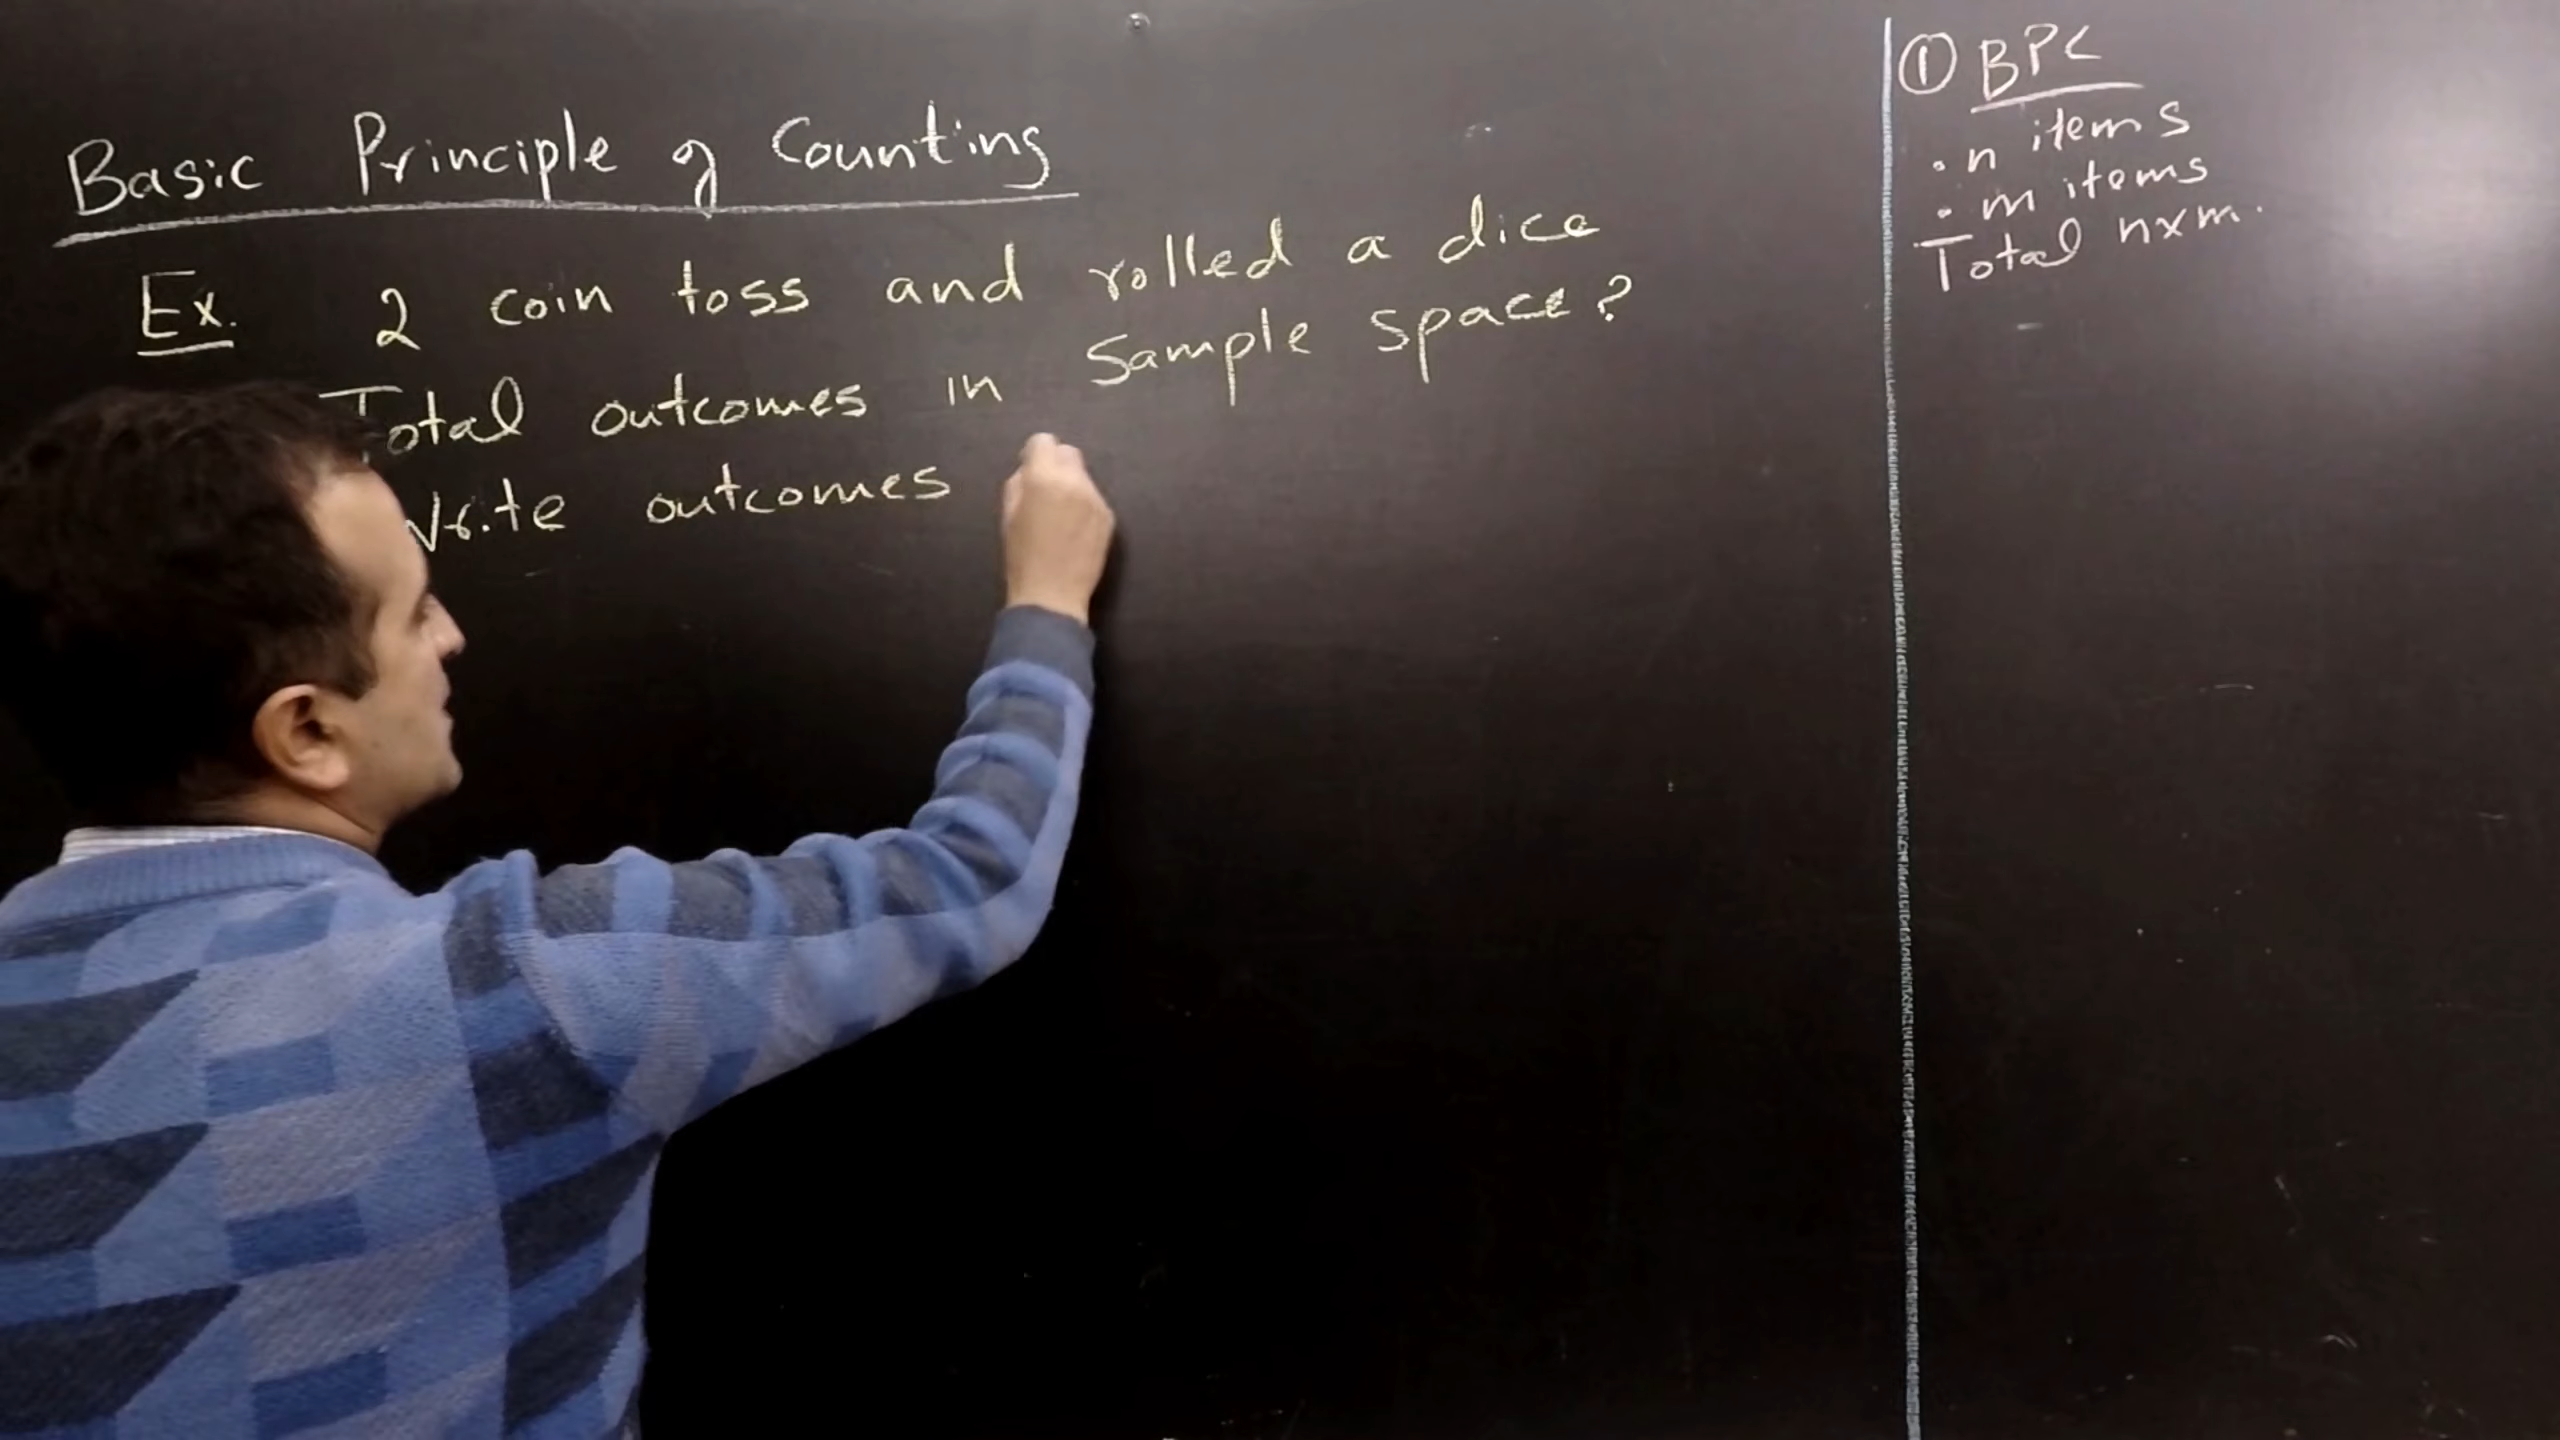 Basic Principle of Counting
Ex. 2 coin toss and rolled a dice
Total outcomes in Sample space?
Write outcomes
① BPC
• n items
• m items
Total n×m.